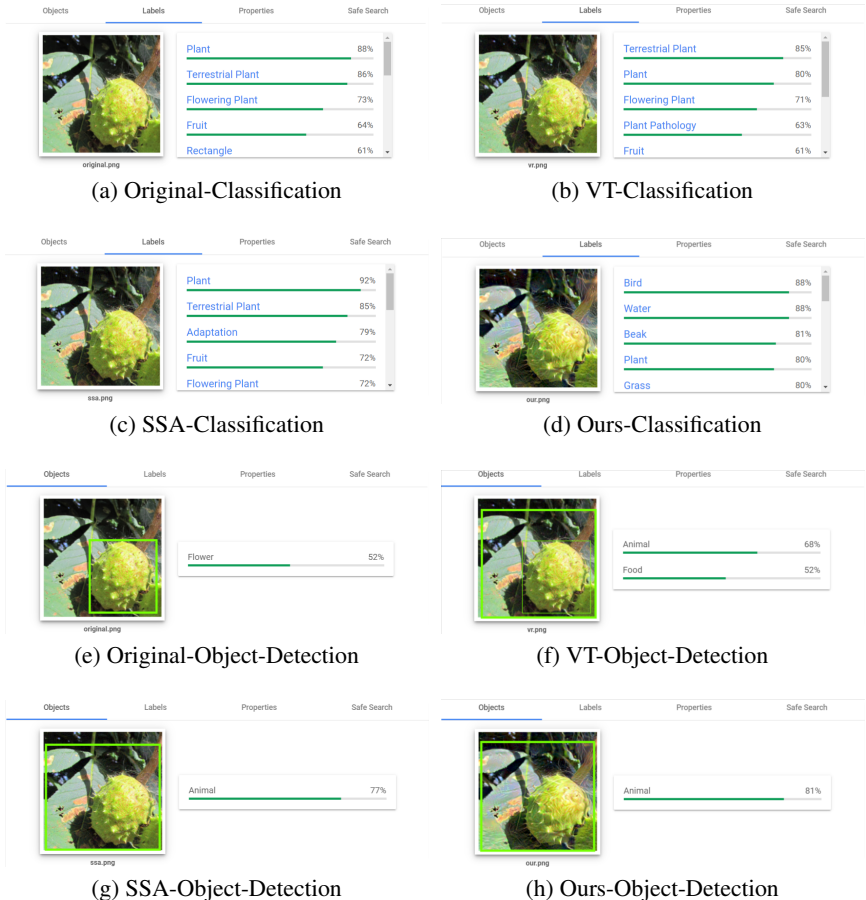 Objects Labels Properties Safe Search
Plant 88%
Terrestrial Plant 86%
Flowering Plant 73%
Fruit 64%
Rectangle 61%
original.png
(a) Original-Classification
Objects Labels Properties Safe Search
Terrestrial Plant 85%
Plant 80%
Flowering Plant 71%
Plant Pathology 63%
Fruit 61%
vr.png
(b) VT-Classification
Objects Labels Properties Safe Search
Plant 92%
Terrestrial Plant 85%
Adaptation 79%
Fruit 72%
Flowering Plant 72%
ssa.png
(c) SSA-Classification
Objects Labels Properties Safe Search
Bird 88%
Water 88%
Beak 81%
Plant 80%
Grass 80%
our.png
(d) Ours-Classification
Objects Labels Properties Safe Search
Flower 52%
original.png
(e) Original-Object-Detection
Objects Labels Properties Safe Search
Animal 68%
Food 52%
vr.png
(f) VT-Object-Detection
Objects Labels Properties Safe Search
Animal 77%
ssa.png
(g) SSA-Object-Detection
Objects Labels Properties Safe Search
Animal 81%
our.png
(h) Ours-Object-Detection